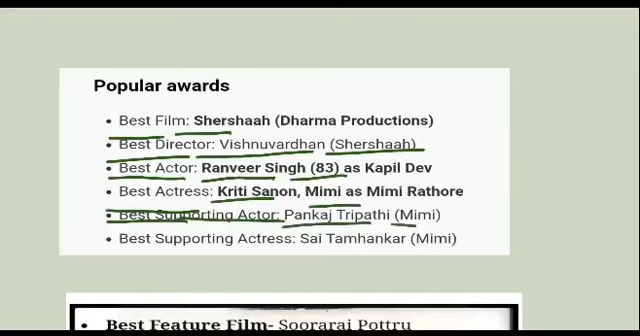 Popular awards
• Best Film: Shershaah (Dharma Productions)
• Best Director: Vishnuvardhan (Shershaah)
• Best Actor: Ranveer Singh (83) as Kapil Dev
• Best Actress: Kriti Sanon, Mimi as Mimi Rathore
• Best Supporting Actor: Pankaj Tripathi (Mimi)
• Best Supporting Actress: Sai Tamhankar (Mimi)
• Best Feature Film- Soorarai Pottru